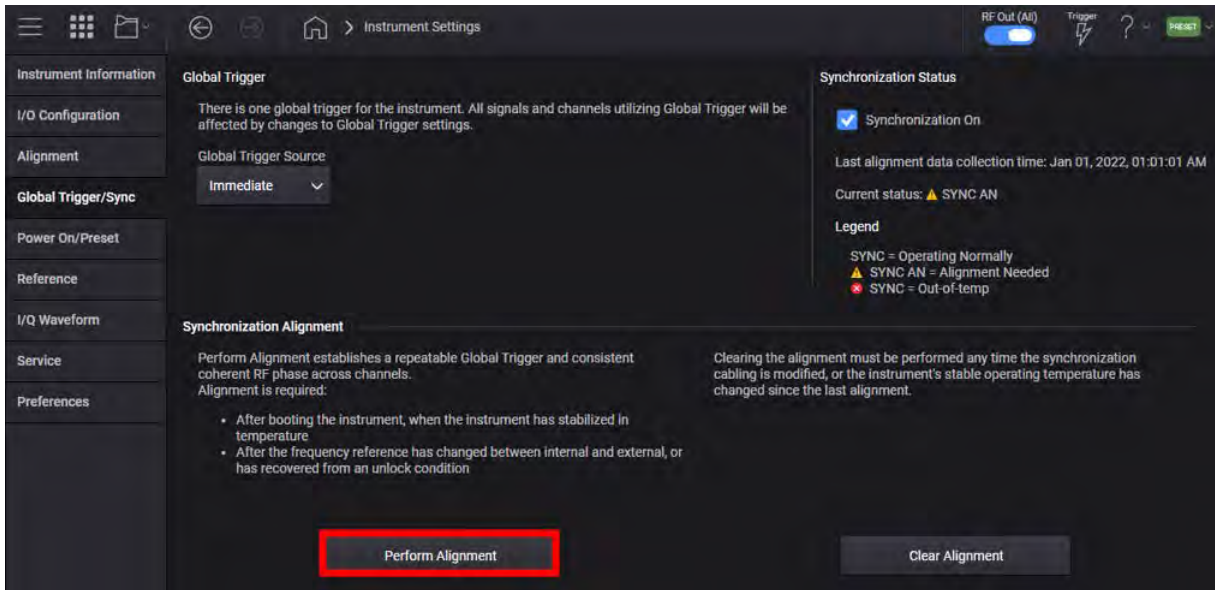 > Instrument Settings
RF Out (All)
Trigger
?
PRESET
Instrument Information
I/O Configuration
Alignment
Global Trigger/Sync
Power On/Preset
Reference
I/Q Waveform
Service
Preferences
Global Trigger
There is one global trigger for the instrument. All signals and channels utilizing Global Trigger will be
affected by changes to Global Trigger settings.
Global Trigger Source
Immediate
Synchronization Status
Synchronization On
Last alignment data collection time: Jan 01, 2022, 01:01:01 AM
Current status: SYNC AN
Legend
SYNC = Operating Normally
SYNC AN = Alignment Needed
SYNC = Out-of-temp
Synchronization Alignment
Perform Alignment establishes a repeatable Global Trigger and consistent
coherent RF phase across channels.
Alignment is required:
• After booting the instrument, when the instrument has stabilized in
temperature
• After the frequency reference has changed between internal and external, or
has recovered from an unlock condition
Perform Alignment
Clearing the alignment must be performed any time the synchronization
cabling is modified, or the instrument's stable operating temperature has
changed since the last alignment.
Clear Alignment